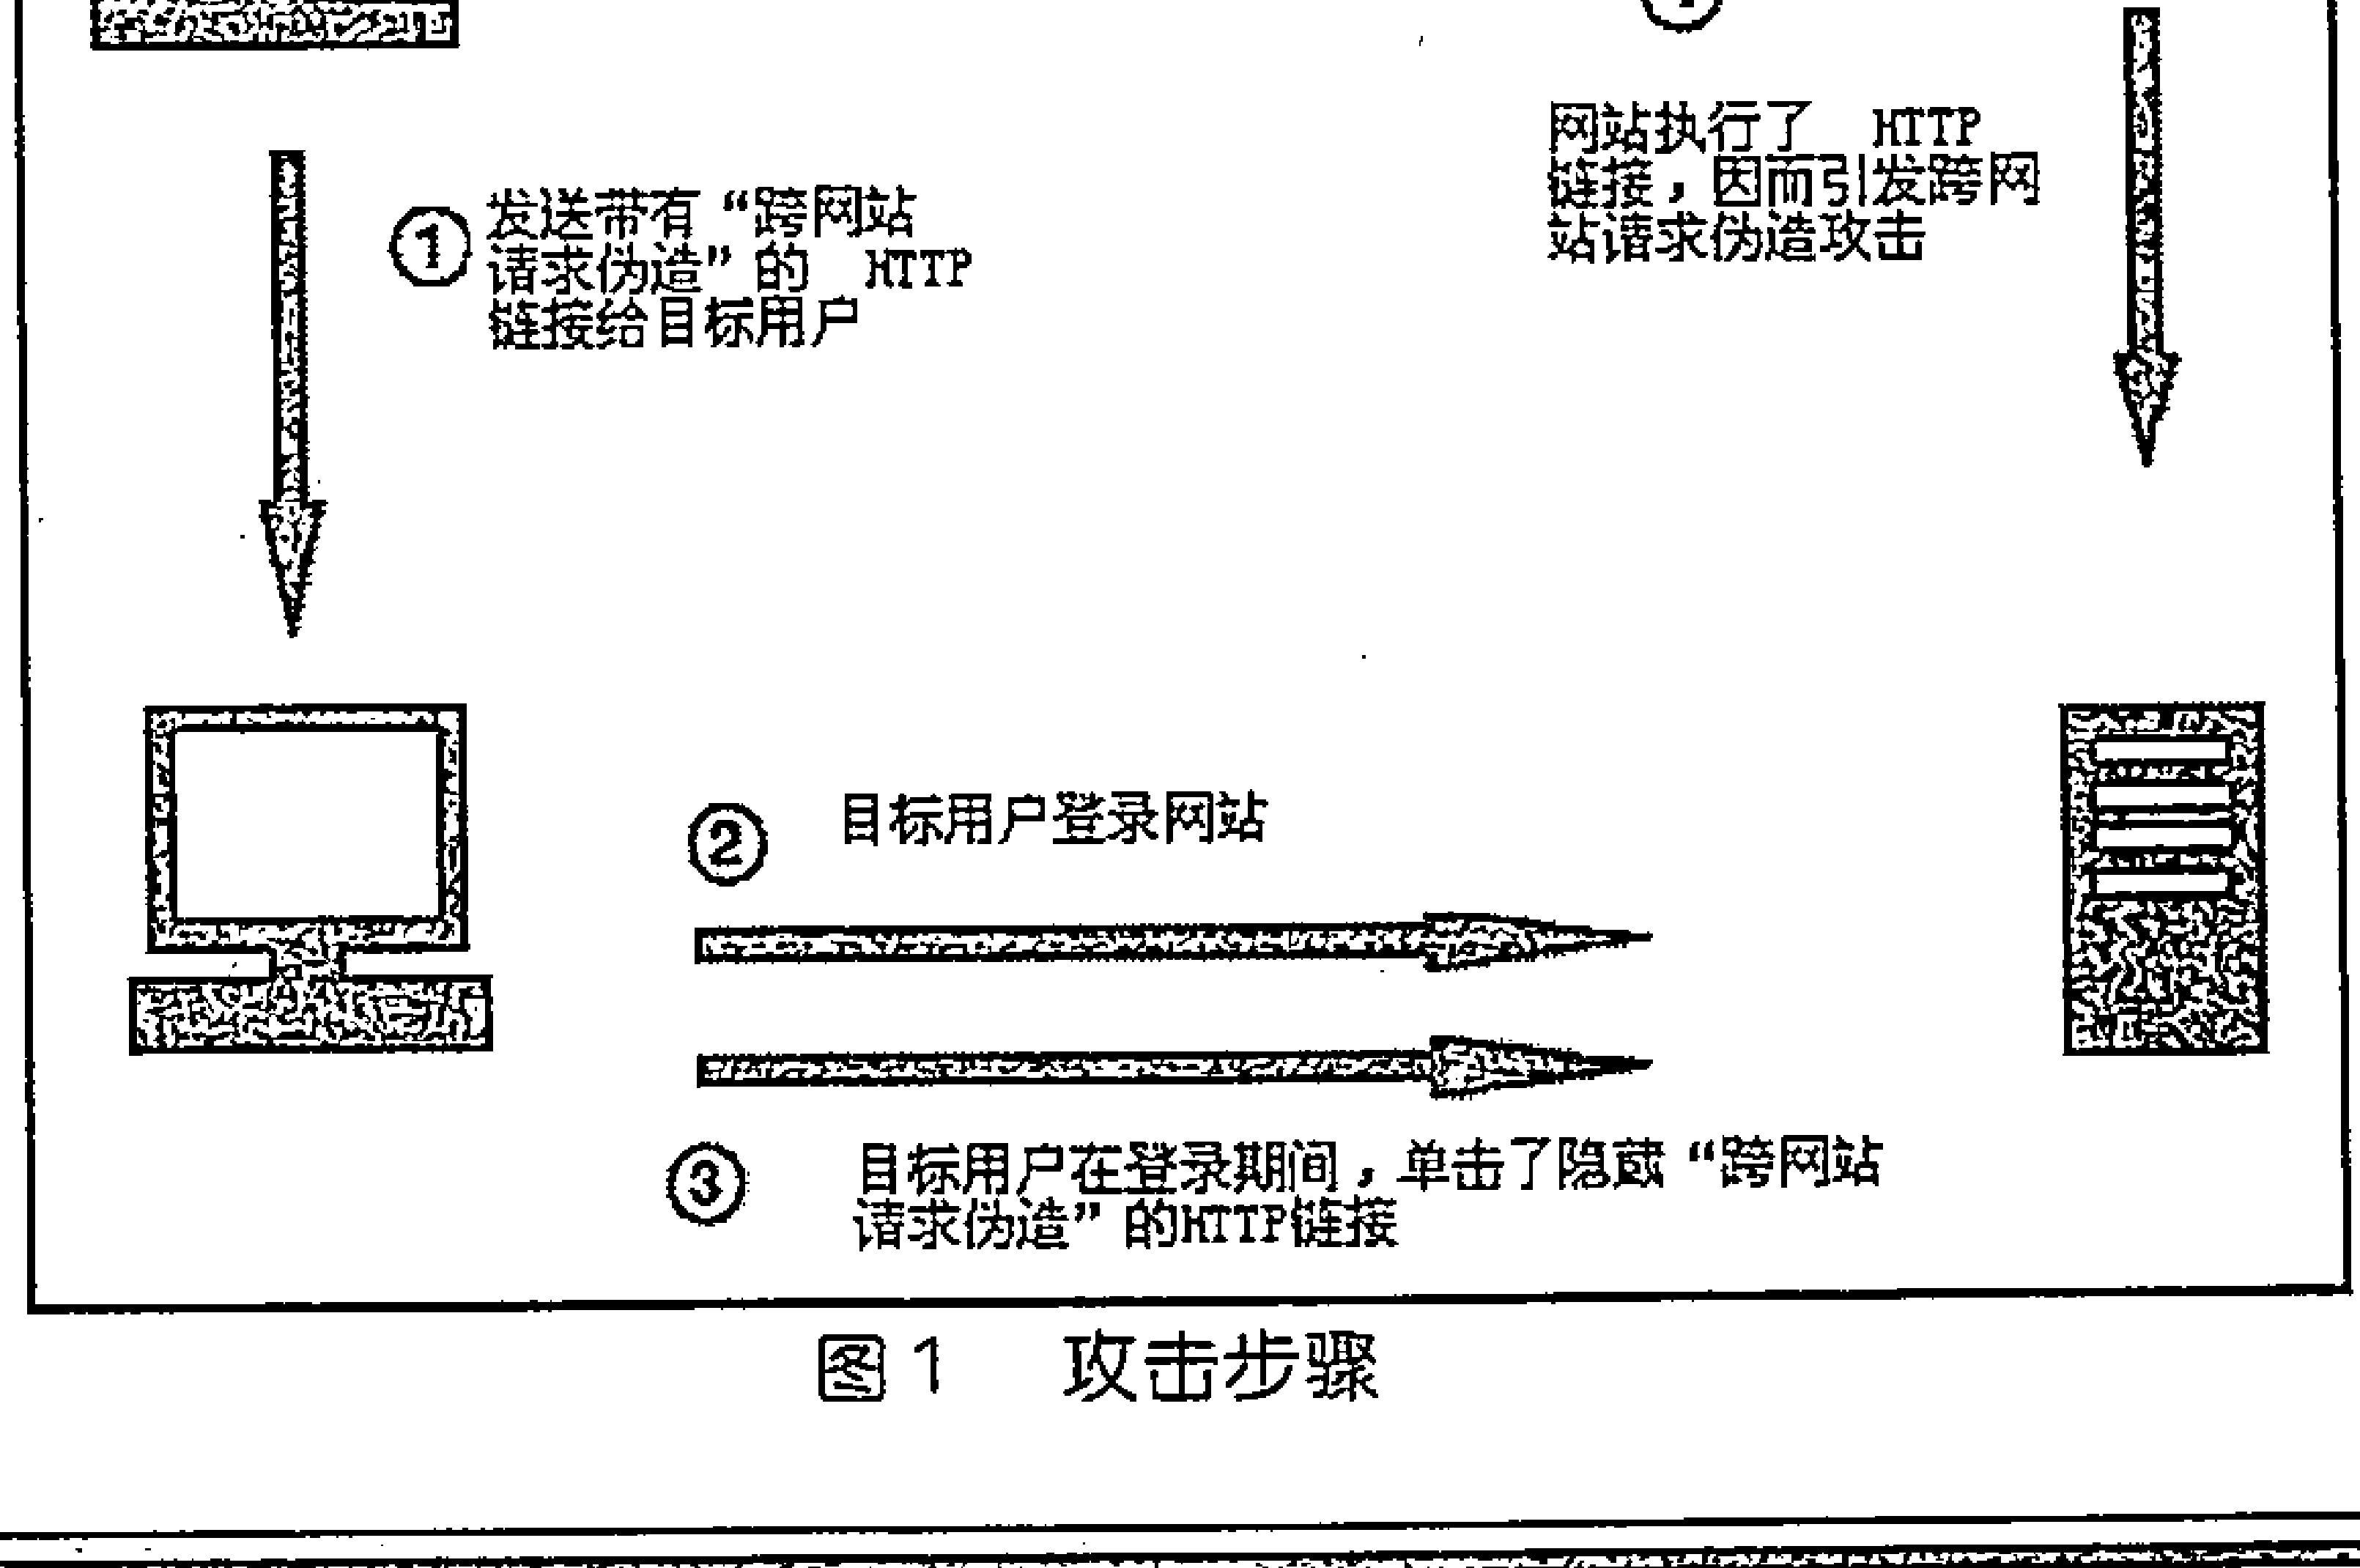 网站执行了 HTTP
链接，因而引发跨网
站请求伪造攻击
① 发送带有“跨网站
请求伪造”的 HTTP
链接给目标用户
② 目标用户登录网站
③ 目标用户在登录期间，单击了隐藏“跨网站
请求伪造”的HTTP链接
图1 攻击步骤